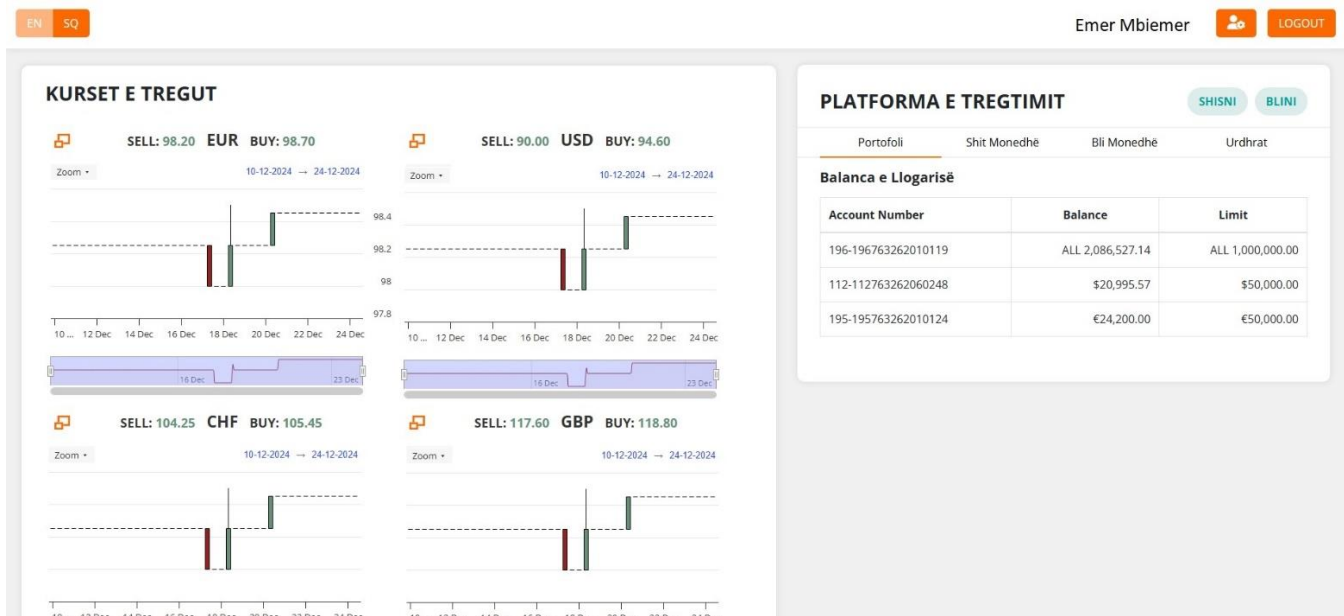 EN SQ
Emer Mbiemer
LOGOUT
KURSET E TREGUT
SELL: 98.20 EUR BUY: 98.70
Zoom
10-12-2024 → 24-12-2024
98.4
98.2
98
97.8
10 ... 12 Dec 14 Dec 16 Dec 18 Dec 20 Dec 22 Dec 24 Dec
16 Dec 23 Dec
SELL: 90.00 USD BUY: 94.60
Zoom
10-12-2024 → 24-12-2024
10 ... 12 Dec 14 Dec 16 Dec 18 Dec 20 Dec 22 Dec 24 Dec
16 Dec 23 Dec
SELL: 104.25 CHF BUY: 105.45
Zoom
10-12-2024 → 24-12-2024
SELL: 117.60 GBP BUY: 118.80
Zoom
10-12-2024 → 24-12-2024
PLATFORMA E TREGTIMIT
SHISNI BLINI
Portofoli Shit Monedhë Bli Monedhë Urdhrat
Balanca e Llogarisë
Account Number Balance Limit
196-196763262010119 ALL 2,086,527.14 ALL 1,000,000.00
112-112763262060248 $20,995.57 $50,000.00
195-195763262010124 €24,200.00 €50,000.00